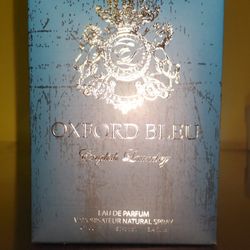 OXFORD BLEU
English Laundry
EAU DE PARFUM
VAPORISATEUR NATURAL SPRAY